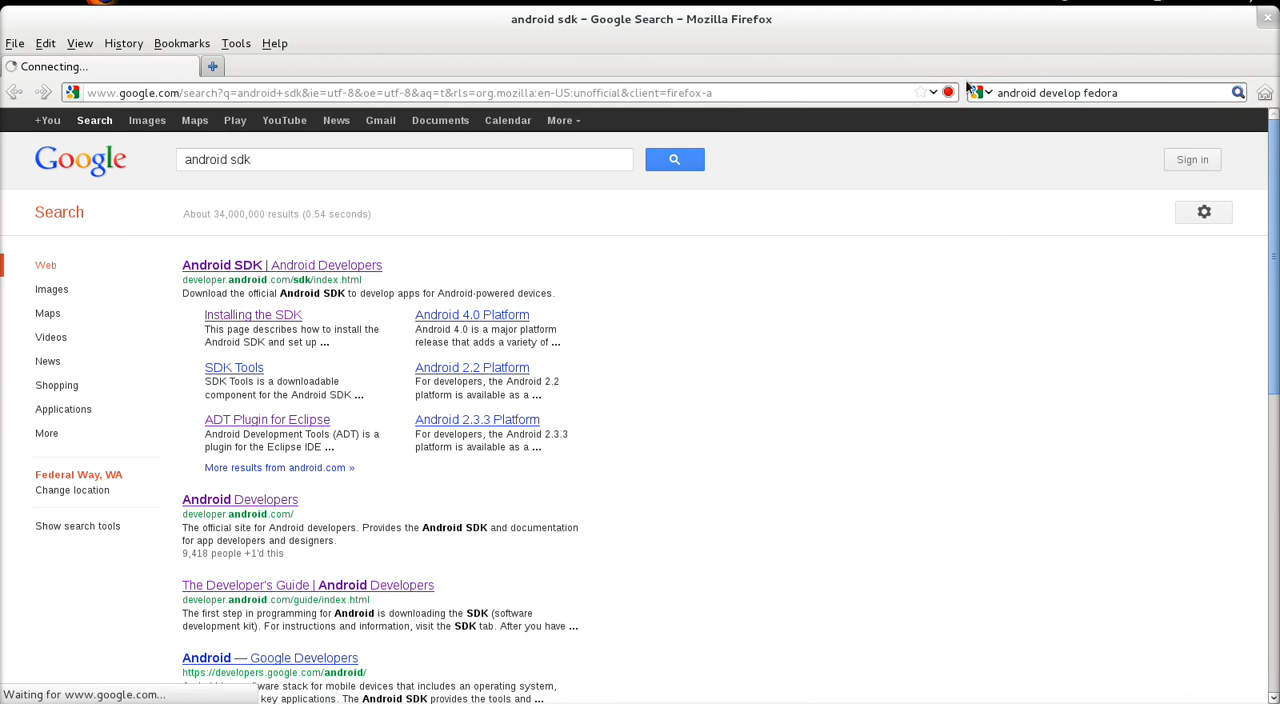 android sdk – Google Search – Mozilla Firefox
File Edit View History Bookmarks Tools Help
Connecting...
www.google.com/search?q=android+sdk&ie=utf-8&oe=utf-8&aq=t&rls=org.mozilla:en-US:unofficial&client=firefox-a
android develop fedora
+You Search Images Maps Play YouTube News Gmail Documents Calendar More
Google
android sdk
Sign in
Search
About 34,000,000 results (0.54 seconds)
Web
Images
Maps
Videos
News
Shopping
Applications
More
Federal Way, WA
Change location
Show search tools
Android SDK | Android Developers
developer.android.com/sdk/index.html
Download the official Android SDK to develop apps for Android-powered devices.
Installing the SDK
This page describes how to install the
Android SDK and set up ...
Android 4.0 Platform
Android 4.0 is a major platform
release that adds a variety of ...
SDK Tools
SDK Tools is a downloadable
component for the Android SDK ...
Android 2.2 Platform
For developers, the Android 2.2
platform is available as a ...
ADT Plugin for Eclipse
Android Development Tools (ADT) is a
plugin for the Eclipse IDE ...
Android 2.3.3 Platform
For developers, the Android 2.3.3
platform is available as a ...
More results from android.com »
Android Developers
developer.android.com/
The official site for Android developers. Provides the Android SDK and documentation
for app developers and designers.
9,418 people +1'd this
The Developer's Guide | Android Developers
developer.android.com/guide/index.html
The first step in programming for Android is downloading the SDK (software
development kit). For instructions and information, visit the SDK tab. After you have ...
Android — Google Developers
https://developers.google.com/android/
software stack for mobile devices that includes an operating system,
key applications. The Android SDK provides the tools and ...
Waiting for www.google.com...